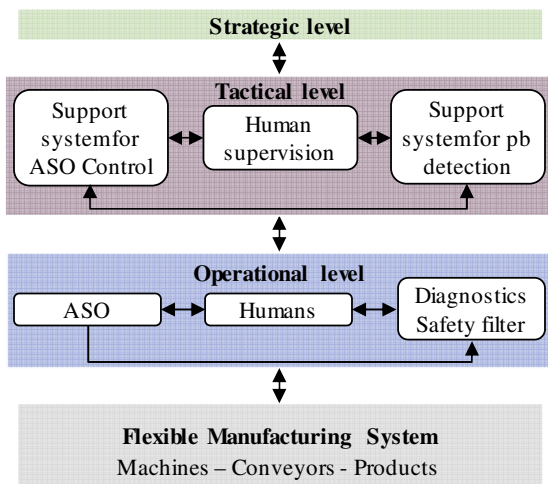 Strategic level
Tactical level
Support
systemfor
ASO Control
Human
supervision
Support
systemfor pb
detection
Operational level
ASO
Humans
Diagnostics
Safety filter
Flexible Manufacturing System
Machines – Conveyors - Products